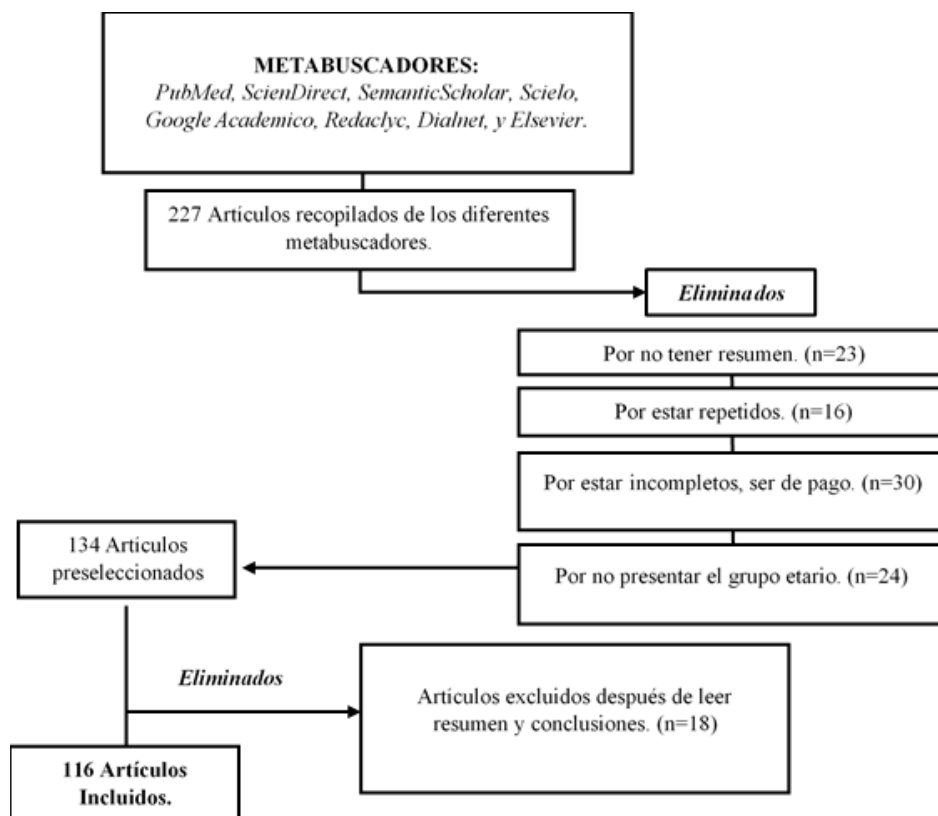 METABUSCADORES:
PubMed, ScienDirect, SemanticScholar, Scielo,
Google Academico, Redaclyc, Dialnet, y Elsevier.
227 Artículos recopilados de los diferentes
metabuscadores.
Eliminados
Por no tener resumen. (n=23)
Por estar repetidos. (n=16)
Por estar incompletos, ser de pago. (n=30)
Por no presentar el grupo etario. (n=24)
134 Artículos
preseleccionados
Eliminados
Artículos excluidos después de leer
resumen y conclusiones. (n=18)
116 Artículos
Incluidos.